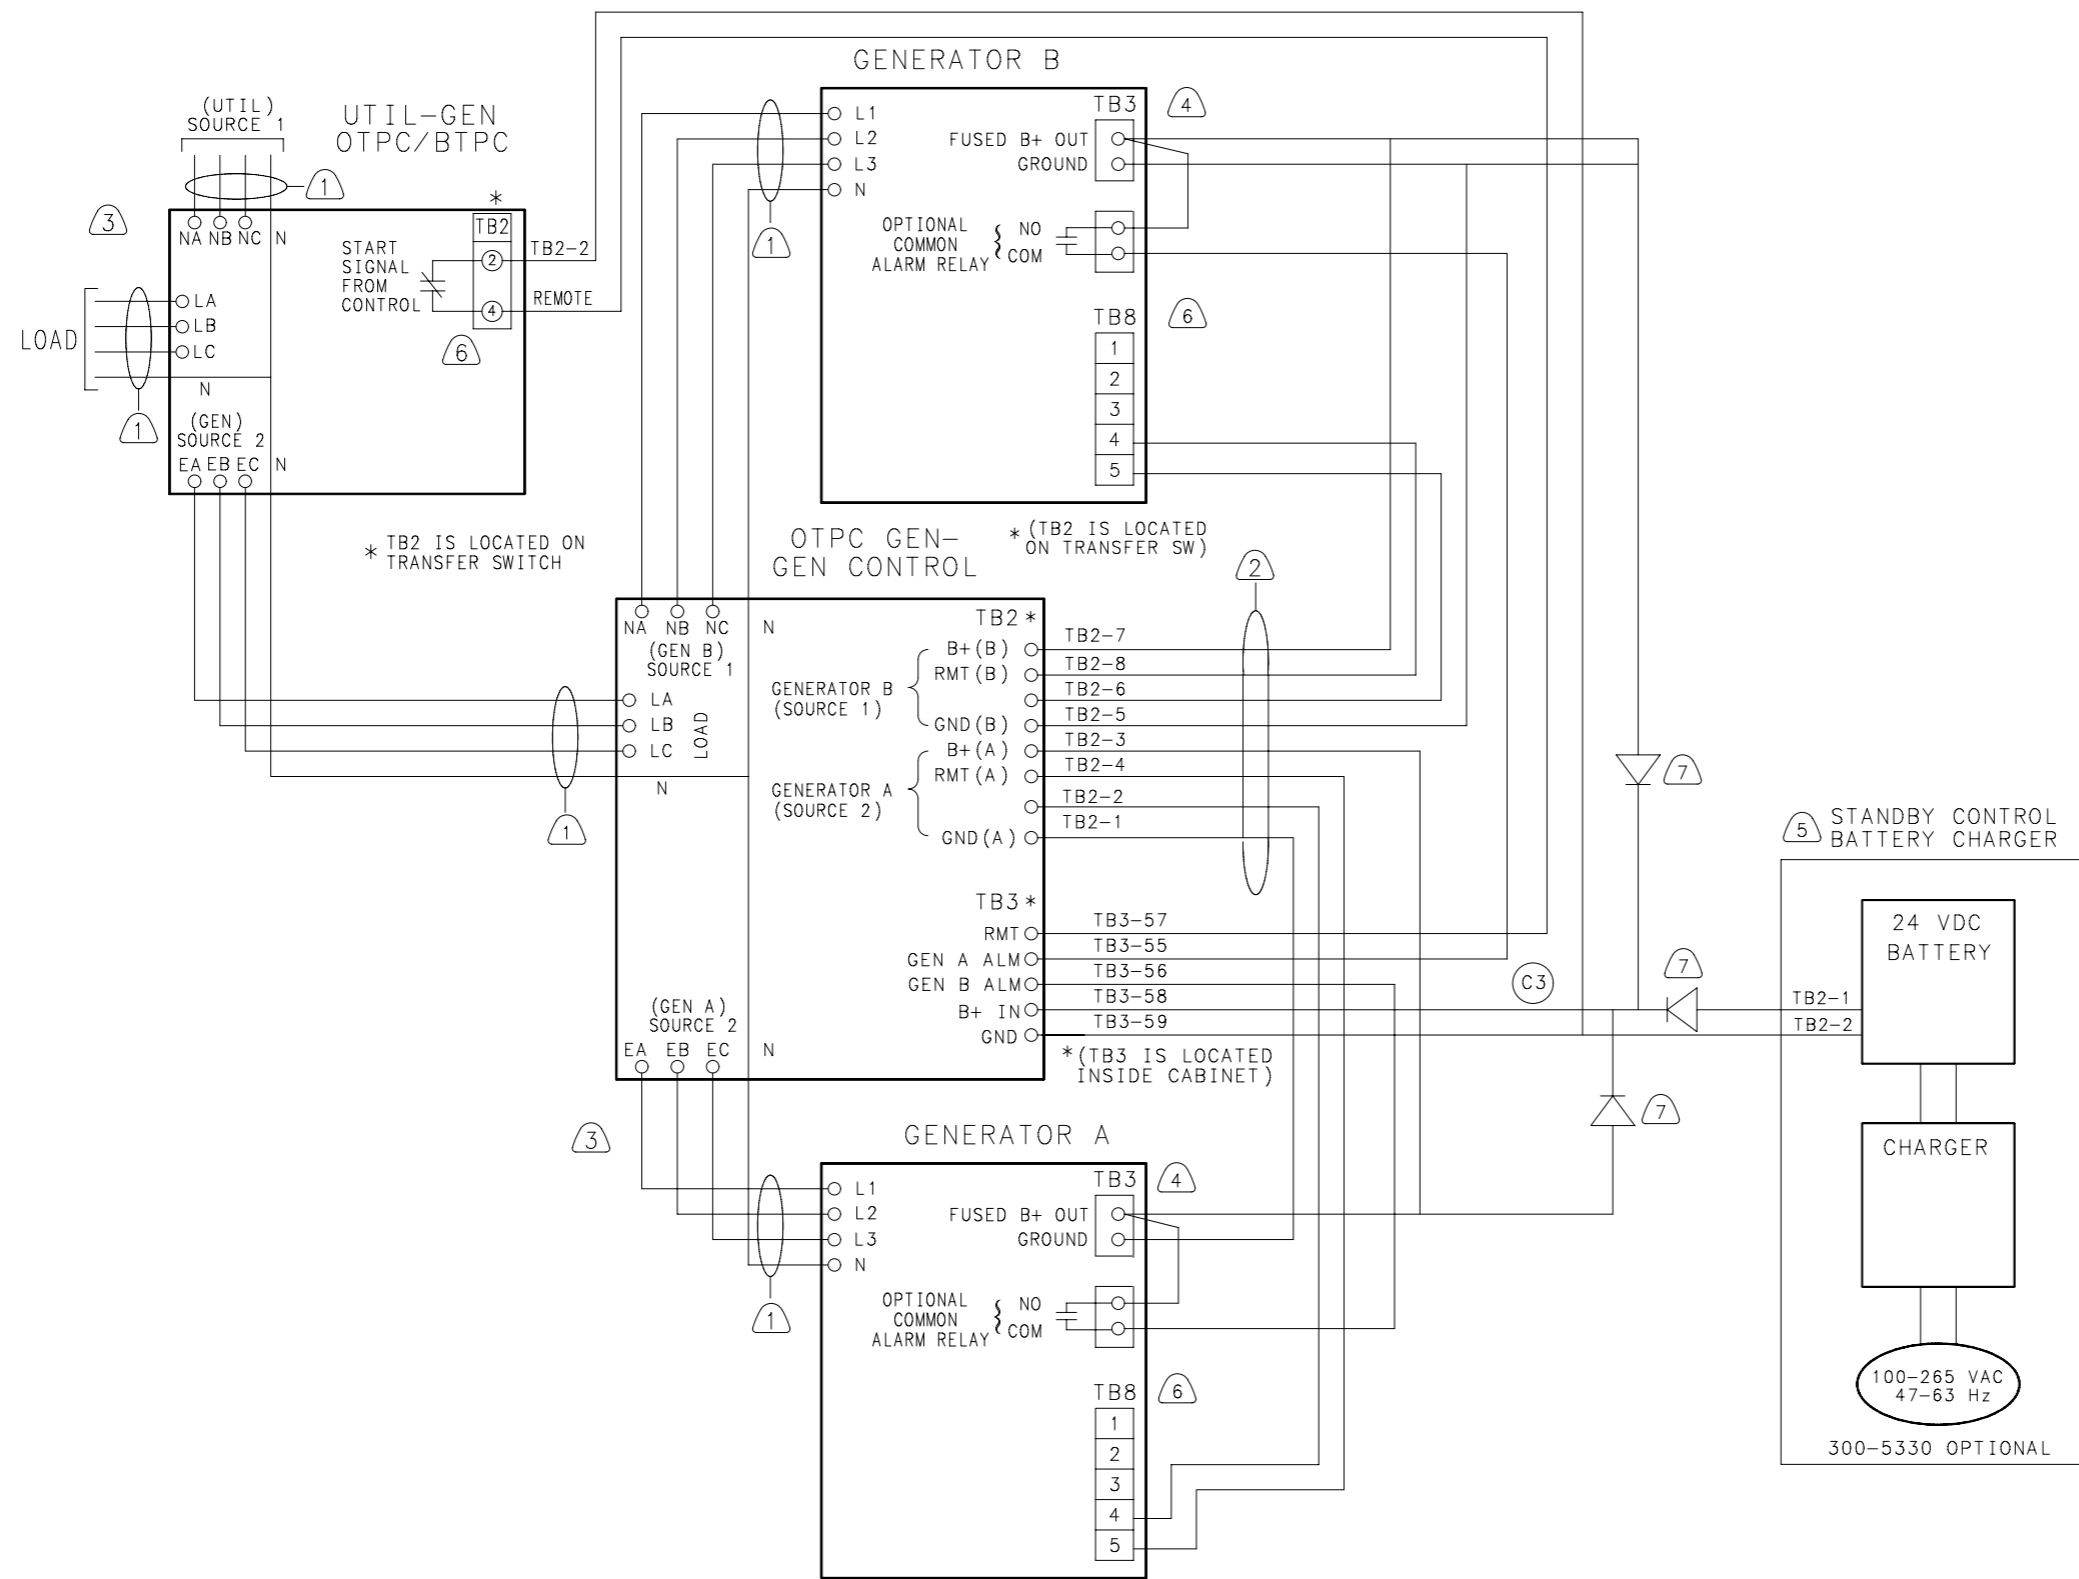 GENERATOR B
(UTIL)
SOURCE 1
UTIL-GEN
OTPC/BTPC
1
*
3
NA NB NC N
TB2
START
SIGNAL
FROM
CONTROL
2
TB2-2
4
REMOTE
6
LA
LB
LC
LOAD
N
1
(GEN)
SOURCE 2
EA EB EC N
* TB2 IS LOCATED ON
TRANSFER SWITCH
L1
L2
L3
N
1
TB3
4
FUSED B+ OUT
GROUND
OPTIONAL
COMMON
ALARM RELAY
{
NO
COM
TB8
6
1
2
3
4
5
OTPC GEN-
GEN CONTROL
* (TB2 IS LOCATED
ON TRANSFER SW)
2
NA NB NC N
(GEN B)
SOURCE 1
TB2 *
B+(B)
TB2-7
RMT(B)
TB2-8
GENERATOR B
(SOURCE 1)
{
TB2-6
GND(B)
TB2-5
LA
LB
LC
LOAD
N
1
B+(A)
TB2-3
RMT(A)
TB2-4
GENERATOR A
(SOURCE 2)
{
TB2-2
GND(A)
TB2-1
TB3 *
RMT
TB3-57
GEN A ALM
TB3-55
GEN B ALM
TB3-56
B+ IN
TB3-58
GND
TB3-59
* (TB3 IS LOCATED
INSIDE CABINET)
(GEN A)
SOURCE 2
EA EB EC N
C3
7
7
7
5
STANDBY CONTROL
BATTERY CHARGER
24 VDC
BATTERY
TB2-1
TB2-2
CHARGER
100-265 VAC
47-63 Hz
300-5330 OPTIONAL
3
GENERATOR A
L1
L2
L3
N
1
TB3
4
FUSED B+ OUT
GROUND
OPTIONAL
COMMON
ALARM RELAY
{
NO
COM
TB8
6
1
2
3
4
5